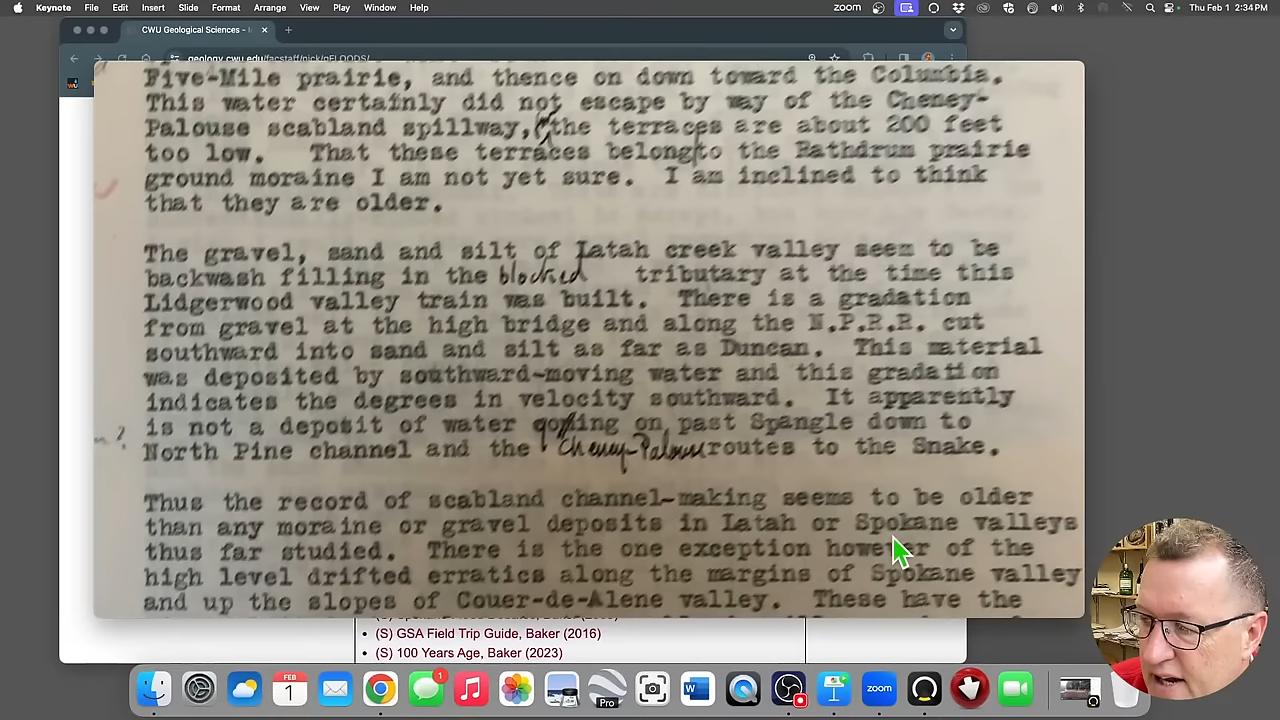 Keynote File Edit Insert Slide Format Arrange View Play Window Help zoom Thu Feb 1 2:34 PM
CWU Geological Sciences -
geology.cwu.edu/facstaff/nick/gFLOODS/
Five-Mile prairie, and thence on down toward the Columbia.
This water certainly did not escape by way of the Cheney-
Palouse scabland spillway, the terraces are about 200 feet
too low. That these terraces belong to the Rathdrum prairie
ground moraine I am not yet sure. I am inclined to think
that they are older.
The gravel, sand and silt of Latah creek valley seem to be
backwash filling in the blocked tributary at the time this
Lidgerwood valley train was built. There is a gradation
from gravel at the high bridge and along the N.P.R.R. cut
southward into sand and silt as far as Duncan. This material
was deposited by southward-moving water and this gradation
indicates the degrees in velocity southward. It apparently
is not a deposit of water going on past Spangle down to
North Pine channel and the Cheney-Palouse routes to the Snake.
Thus the record of scabland channel-making seems to be older
than any moraine or gravel deposits in Latah or Spokane valleys
thus far studied. There is the one exception however of the
high level drifted erratics along the margins of Spokane valley
and up the slopes of Couer-de-Alene valley. These have the
(S) GSA Field Trip Guide, Baker (2016)
(S) 100 Years Age, Baker (2023)
FEB
1
1
Pro
W
zoom